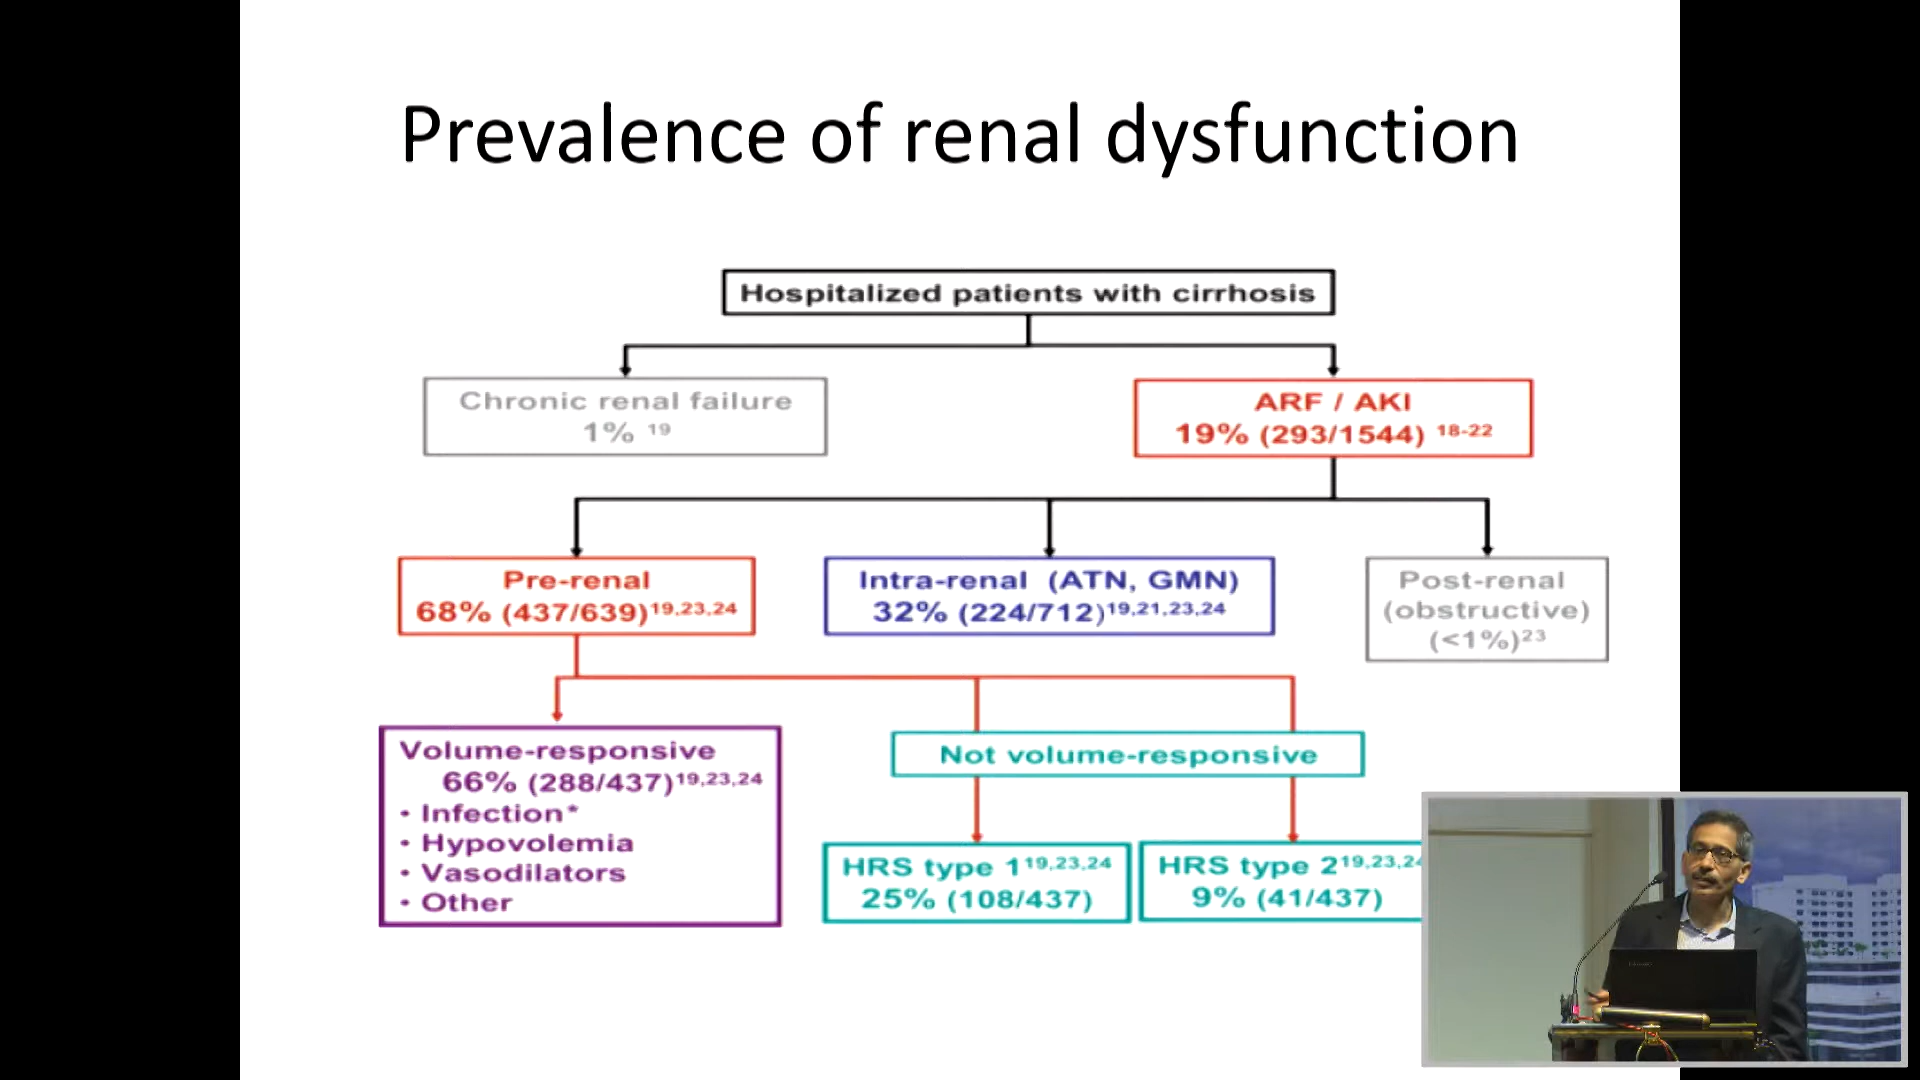 Prevalence of renal dysfunction
Hospitalized patients with cirrhosis
Chronic renal failure
1% 19
ARF / AKI
19% (293/1544) 18-22
Pre-renal
68% (437/639)19,23,24
Intra-renal (ATN, GMN)
32% (224/712)19,21,23,24
Post-renal
(obstructive)
(<1%)23
Volume-responsive
66% (288/437)19,23,24
• Infection*
• Hypovolemia
• Vasodilators
• Other
Not volume-responsive
HRS type 119,23,24
25% (108/437)
HRS type 219,23,24
9% (41/437)